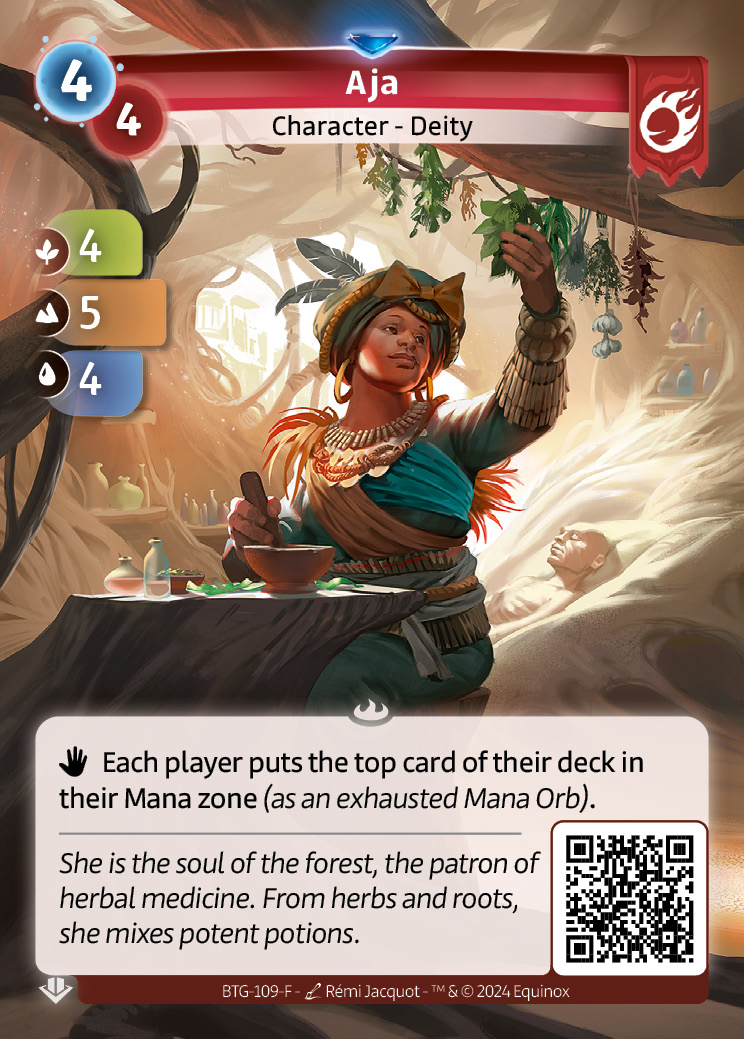 4
Aja
4
Character - Deity
4
5
4
Each player puts the top card of their deck in
their Mana zone (as an exhausted Mana Orb).
She is the soul of the forest, the patron of
herbal medicine. From herbs and roots,
she mixes potent potions.
BTG-109-F - Rémi Jacquot - ™ & © 2024 Equinox